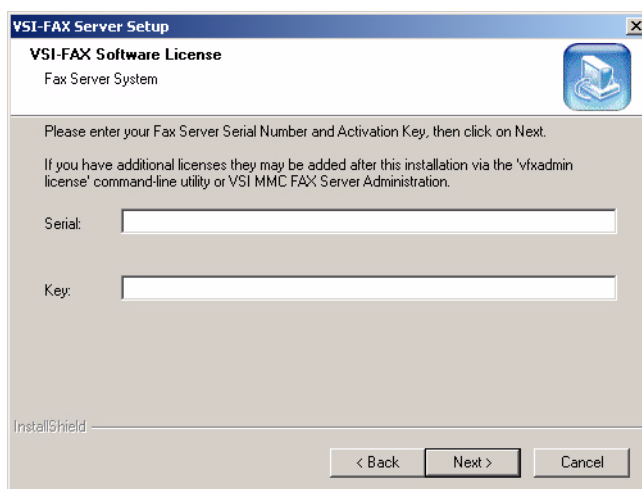 VSI-FAX Server Setup
VSI-FAX Software License
Fax Server System
Please enter your Fax Server Serial Number and Activation Key, then click on Next.
If you have additional licenses they may be added after this installation via the 'vfxadmin
license' command-line utility or VSI MMC FAX Server Administration.
Serial:
Key:
InstallShield
< Back
Next >
Cancel